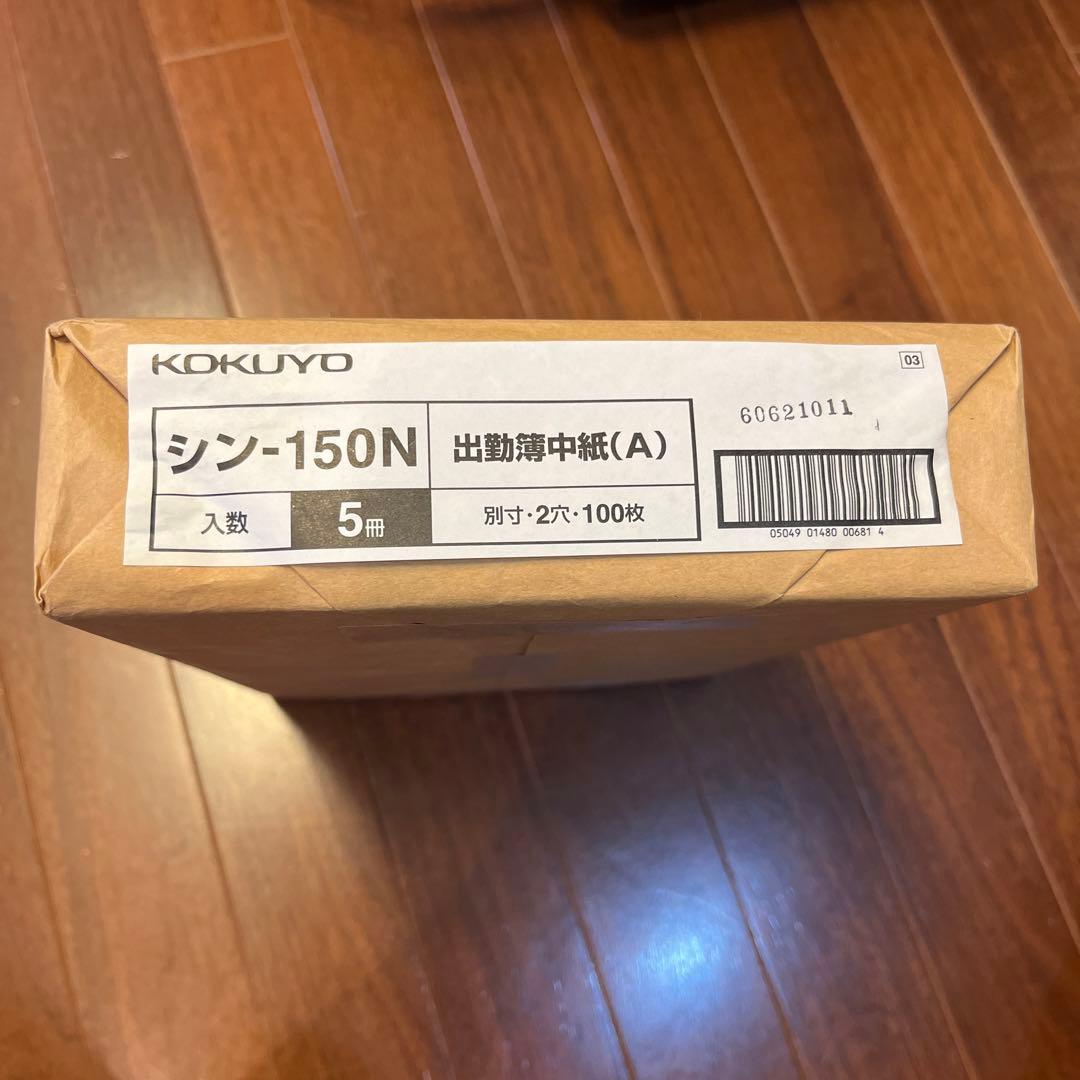 KOKUYO
03
シン-150N
出勤簿中紙(A)
入数
5冊
別寸・2穴・100枚
60621011
05049 01480 00681 4